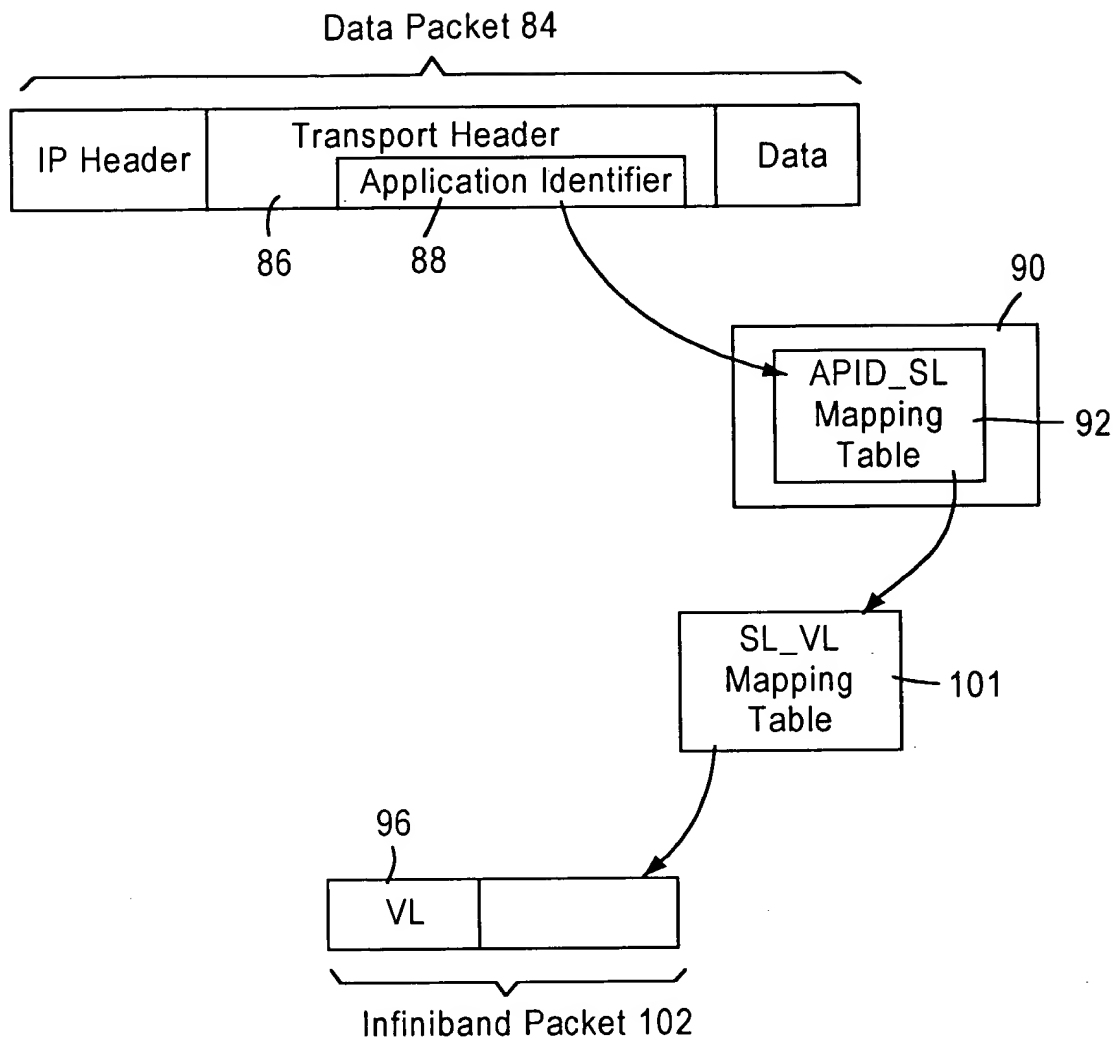 Data Packet 84
IP Header
Transport Header
Application Identifier
Data
86
88
90
APID_SL
Mapping
Table
92
SL_VL
Mapping
Table
101
96
VL
Infiniband Packet 102